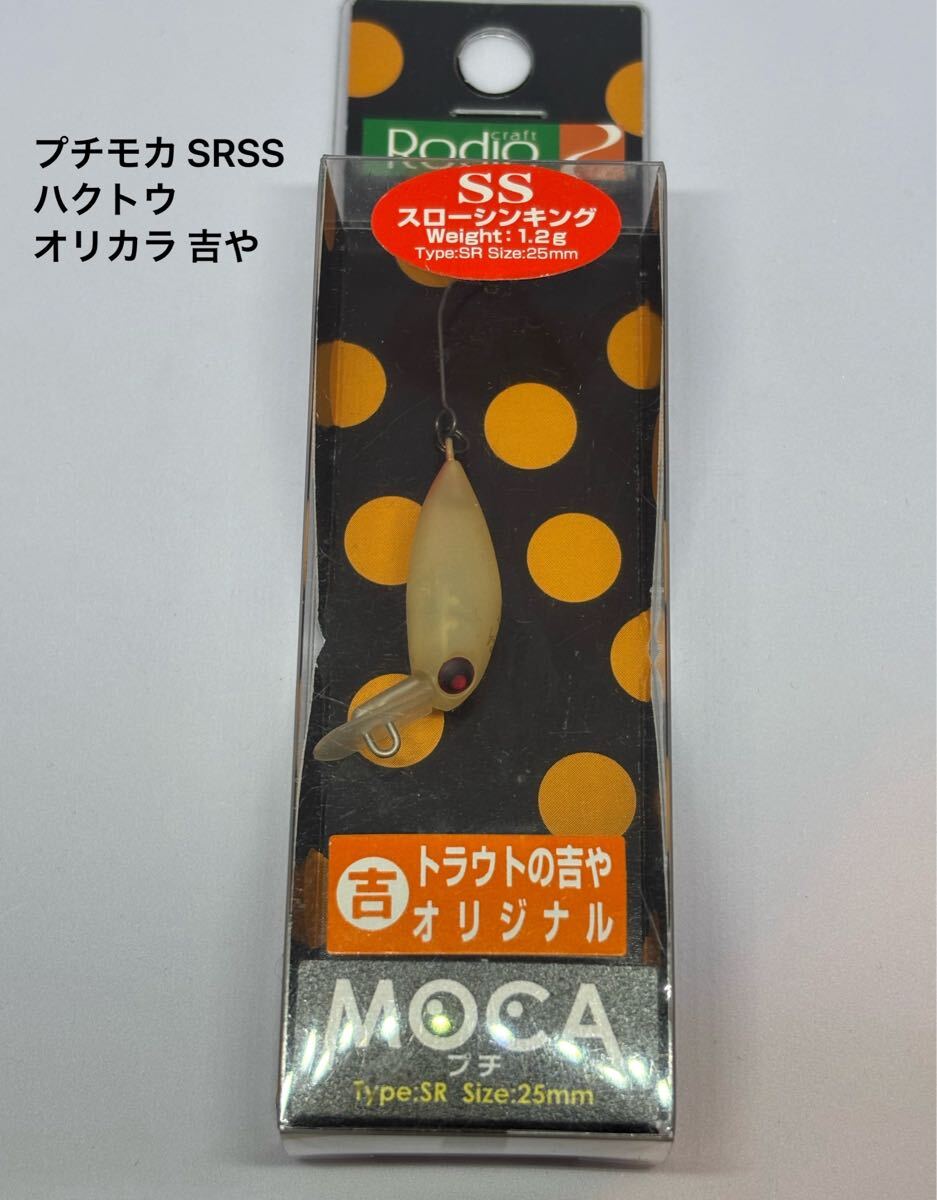 プチモカ SRSS
ハクトウ
オリカラ 吉や
Rodio craft
SS
スローシンキング
Weight:1.2g
Type:SR Size:25mm
吉
トラウトの吉や
オリジナル
MOCA
プチ
Type:SR Size:25mm